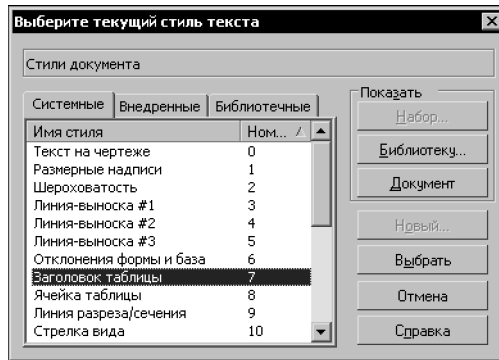 Выберите текущий стиль текста
Стили документа
Системные Внедренные Библиотечные
Имя стиля Ном...
Текст на чертеже 0
Размерные надписи 1
Шероховатость 2
Линия-выноска #1 3
Линия-выноска #2 4
Линия-выноска #3 5
Отклонения формы и база 6
Заголовок таблицы 7
Ячейка таблицы 8
Линия разреза/сечения 9
Стрелка вида 10
Показать
Набор...
Библиотеку...
Документ
Новый...
Выбрать
Отмена
Справка